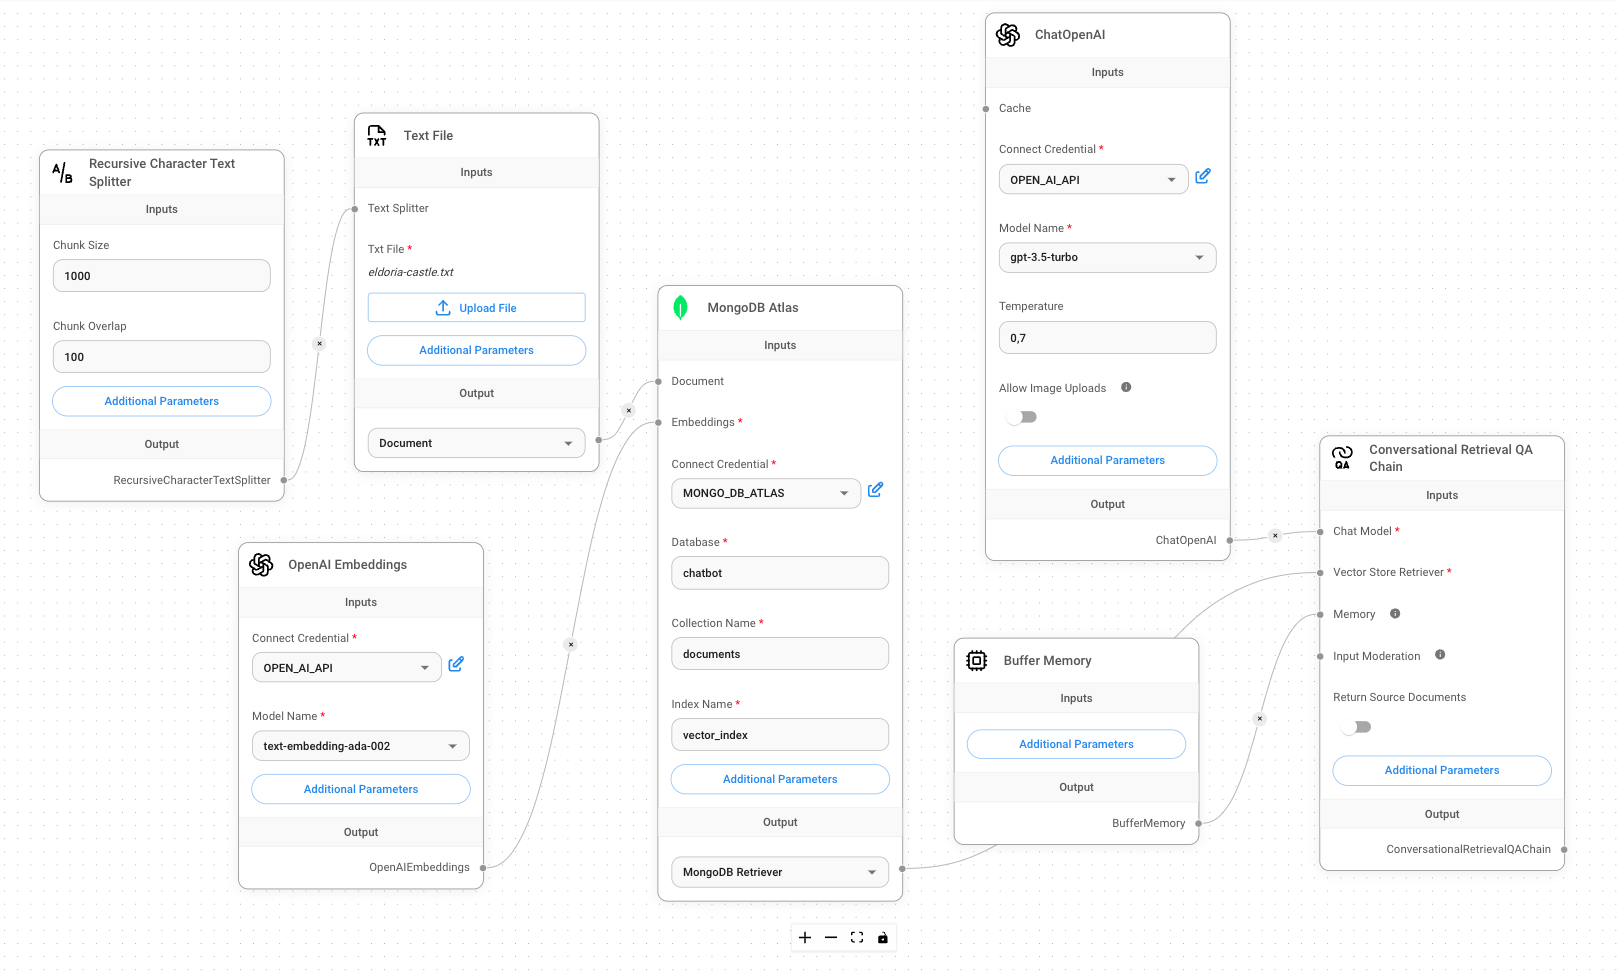 A/B
Recursive Character Text
Splitter
Inputs
Chunk Size
1000
Chunk Overlap
100
Additional Parameters
Output
RecursiveCharacterTextSplitter
TXT
Text File
Inputs
Text Splitter
Txt File *
eldoria-castle.txt
Upload File
Additional Parameters
Output
Document
OpenAI Embeddings
Inputs
Connect Credential *
OPEN_AI_API
Model Name *
text-embedding-ada-002
Additional Parameters
Output
OpenAIEmbeddings
MongoDB Atlas
Inputs
Document
Embeddings *
Connect Credential *
MONGO_DB_ATLAS
Database *
chatbot
Collection Name *
documents
Index Name *
vector_index
Additional Parameters
Output
MongoDB Retriever
ChatOpenAI
Inputs
Cache
Connect Credential *
OPEN_AI_API
Model Name *
gpt-3.5-turbo
Temperature
0,7
Allow Image Uploads
Additional Parameters
Output
ChatOpenAI
Buffer Memory
Inputs
Additional Parameters
Output
BufferMemory
QA
Conversational Retrieval QA
Chain
Inputs
Chat Model *
Vector Store Retriever *
Memory
Input Moderation
Return Source Documents
Additional Parameters
Output
ConversationalRetrievalQAChain